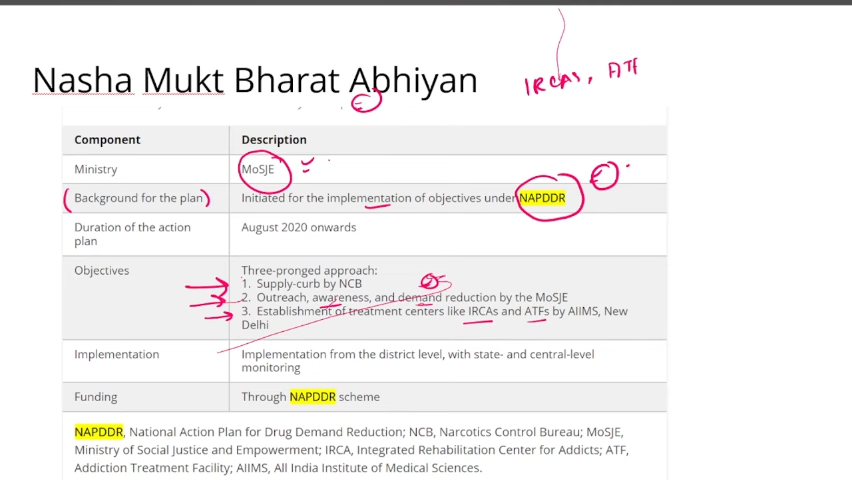 IRCAs, ATF
Nasha Mukt Bharat Abhiyan
Component Description
Ministry MoSJE
Background for the plan Initiated for the implementation of objectives under NAPDDR
Duration of the action August 2020 onwards
plan
Objectives Three-pronged approach:
1. Supply-curb by NCB
2. Outreach, awareness, and demand reduction by the MoSJE
3. Establishment of treatment centers like IRCAs and ATFs by AIIMS, New
Delhi
Implementation Implementation from the district level, with state- and central-level
monitoring
Funding Through NAPDDR scheme
NAPDDR, National Action Plan for Drug Demand Reduction; NCB, Narcotics Control Bureau; MoSJE,
Ministry of Social Justice and Empowerment; IRCA, Integrated Rehabilitation Center for Addicts; ATF,
Addiction Treatment Facility; AIIMS, All India Institute of Medical Sciences.